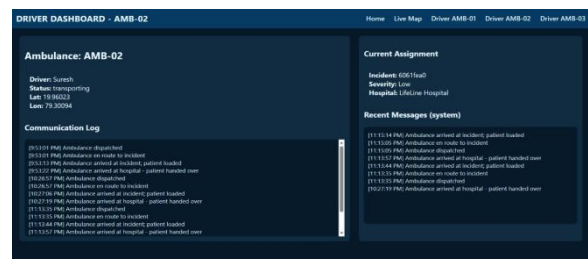 DRIVER DASHBOARD - AMB-02
Home Live Map Driver AMB-01 Driver AMB-02 Driver AMB-03
Ambulance: AMB-02
Driver: Suresh
Status: transporting
Lat: 19.96023
Lon: 79.30094
Communication Log
[9:53:01 PM] Ambulance dispatched
[9:53:01 PM] Ambulance en route to incident
[9:53:13 PM] Ambulance arrived at incident; patient loaded
[9:53:22 PM] Ambulance arrived at hospital - patient handed over
[10:26:57 PM] Ambulance dispatched
[10:26:57 PM] Ambulance en route to incident
[10:27:06 PM] Ambulance arrived at incident; patient loaded
[10:27:19 PM] Ambulance arrived at hospital - patient handed over
[11:13:35 PM] Ambulance dispatched
[11:13:35 PM] Ambulance en route to incident
[11:13:44 PM] Ambulance arrived at incident; patient loaded
[11:13:57 PM] Ambulance arrived at hospital - patient handed over
Current Assignment
Incident: 6061fea0
Severity: Low
Hospital: LifeLine Hospital
Recent Messages (system)
[11:15:14 PM] Ambulance arrived at incident; patient loaded
[11:15:05 PM] Ambulance en route to incident
[11:15:05 PM] Ambulance dispatched
[11:13:57 PM] Ambulance arrived at hospital - patient handed over
[11:13:44 PM] Ambulance arrived at incident; patient loaded
[11:13:35 PM] Ambulance en route to incident
[11:13:35 PM] Ambulance dispatched
[10:27:19 PM] Ambulance arrived at hospital - patient handed over